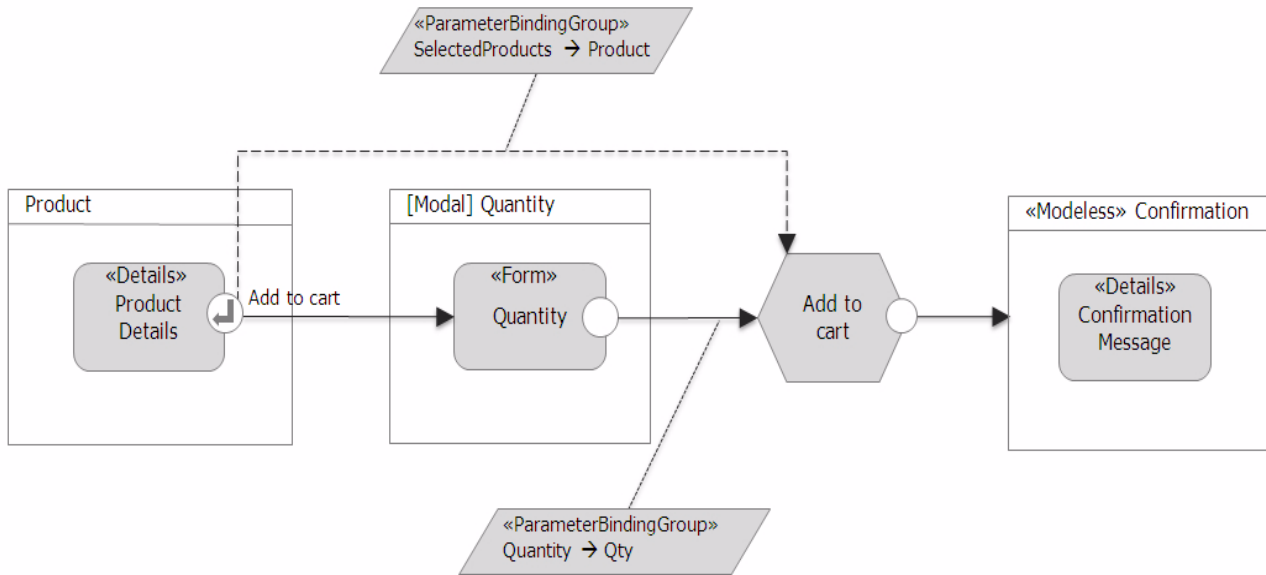 «ParameterBindingGroup»
SelectedProducts → Product
Product
[Modal] Quantity
«Modeless» Confirmation
«Details»
Product
Details
Add to cart
«Form»
Quantity
Add to
cart
«Details»
Confirmation
Message
«ParameterBindingGroup»
Quantity → Qty